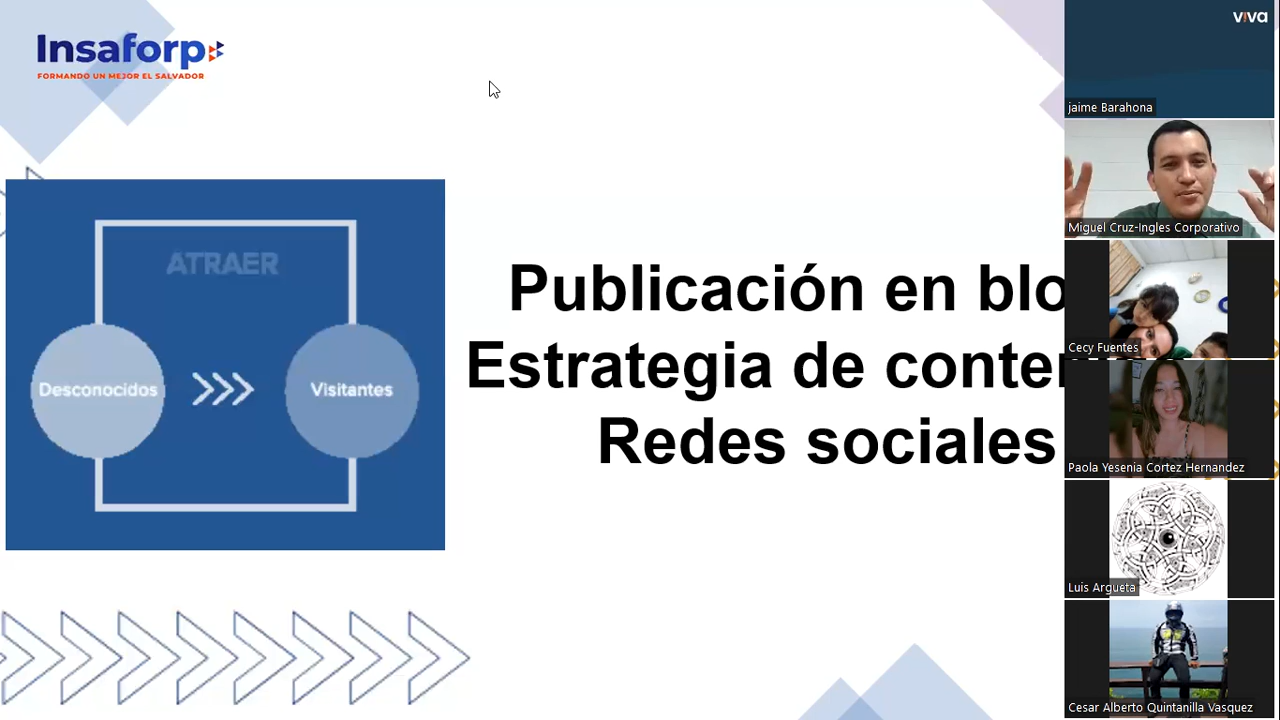 Insaforp
FORMANDO UN MEJOR EL SALVADOR
ATRAER
Desconocidos
Visitantes
Publicación en blo
Estrategia de conten
Redes sociales
viva
jaime Barahona
Miguel Cruz-Ingles Corporativo
Cecy Fuentes
Paola Yesenia Cortez Hernandez
Luis Argueta
Cesar Alberto Quintanilla Vasquez